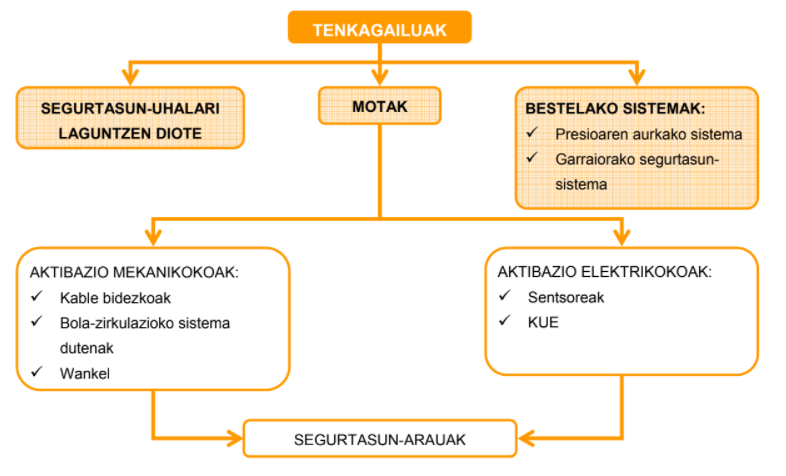 TENKAGAILUAK
SEGURTASUN-UHALARI
LAGUNTZEN DIOTE
MOTAK
BESTELAKO SISTEMAK:
✓ Presioaren aurkako sistema
✓ Garraiorako segurtasun-
sistema
AKTIBAZIO MEKANIKOKOAK:
✓ Kable bidezkoak
✓ Bola-zirkulazioko sistema
dutenak
✓ Wankel
AKTIBAZIO ELEKTRIKOKOAK:
✓ Sentsoreak
✓ KUE
SEGURTASUN-ARAUAK